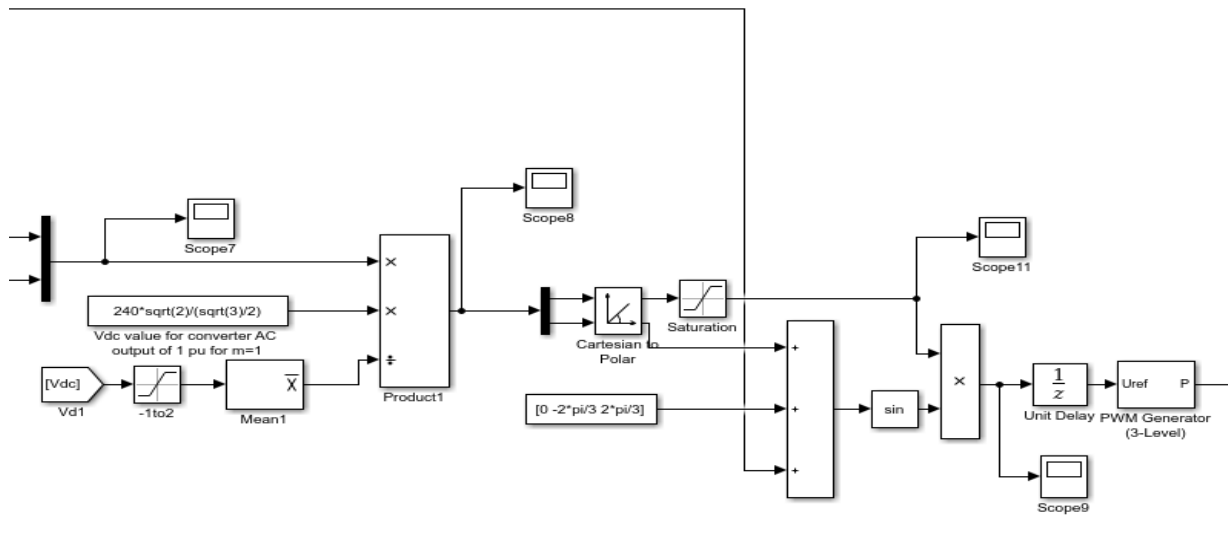 Scope8
Scope7
Scope11
×
240*sqrt(2)/(sqrt(3)/2)
×
Vdc value for converter AC
output of 1 pu for m=1
Saturation
Cartesian to
Polar
[Vdc]
Vd1
-1to2
X
Mean1
÷
Product1
+
[0 -2*pi/3 2*pi/3]
+
sin
×
+
1
z
Unit Delay
Uref
P
PWM Generator
(3-Level)
Scope9